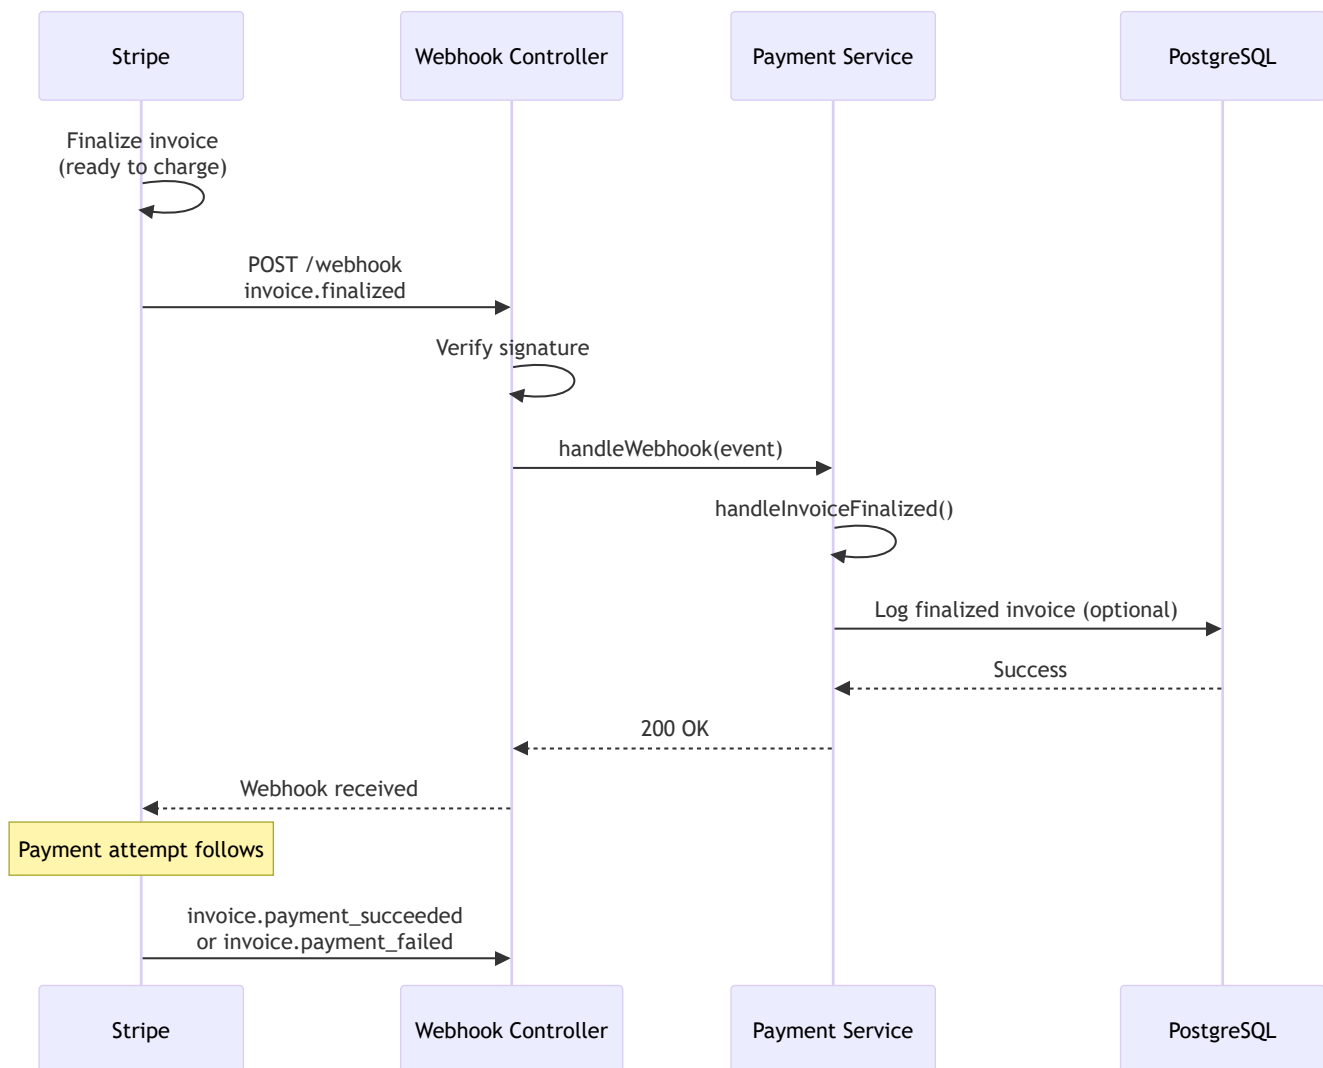 Stripe
Webhook Controller
Payment Service
PostgreSQL
Finalize invoice
(ready to charge)
POST /webhook
invoice.finalized
Verify signature
handleWebhook(event)
handleInvoiceFinalized()
Log finalized invoice (optional)
Success
200 OK
Webhook received
Payment attempt follows
invoice.payment_succeeded
or invoice.payment_failed
Stripe
Webhook Controller
Payment Service
PostgreSQL